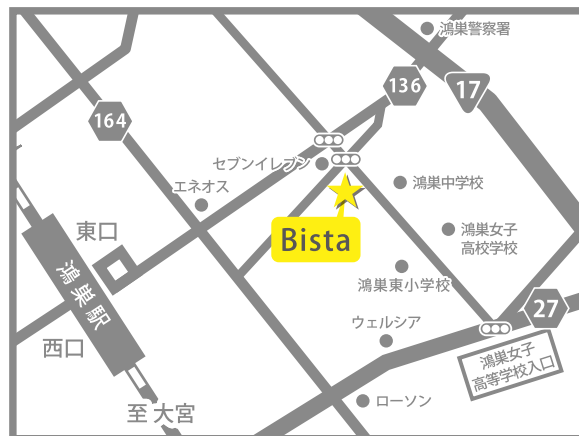 鴻巣警察署
17
136
164
セブンイレブン
エネオス
鴻巣中学校
東口
Bista
鴻巣女子
高校学校
鴻巣駅
鴻巣東小学校
27
ウェルシア
西口
鴻巣女子
高等学校入口
至 大宮
ローソン